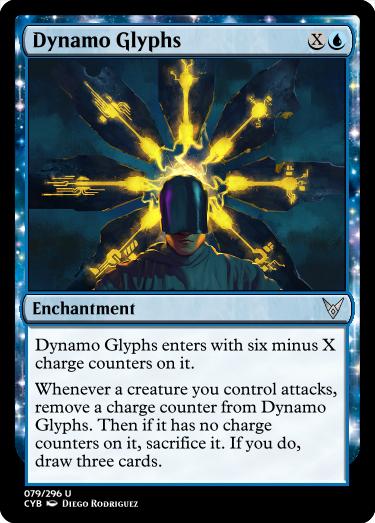 Dynamo Glyphs X
Enchantment
Dynamo Glyphs enters with six minus X
charge counters on it.
Whenever a creature you control attacks,
remove a charge counter from Dynamo
Glyphs. Then if it has no charge
counters on it, sacrifice it. If you do,
draw three cards.
079/296 U
CYB DIEGO RODRIGUEZ